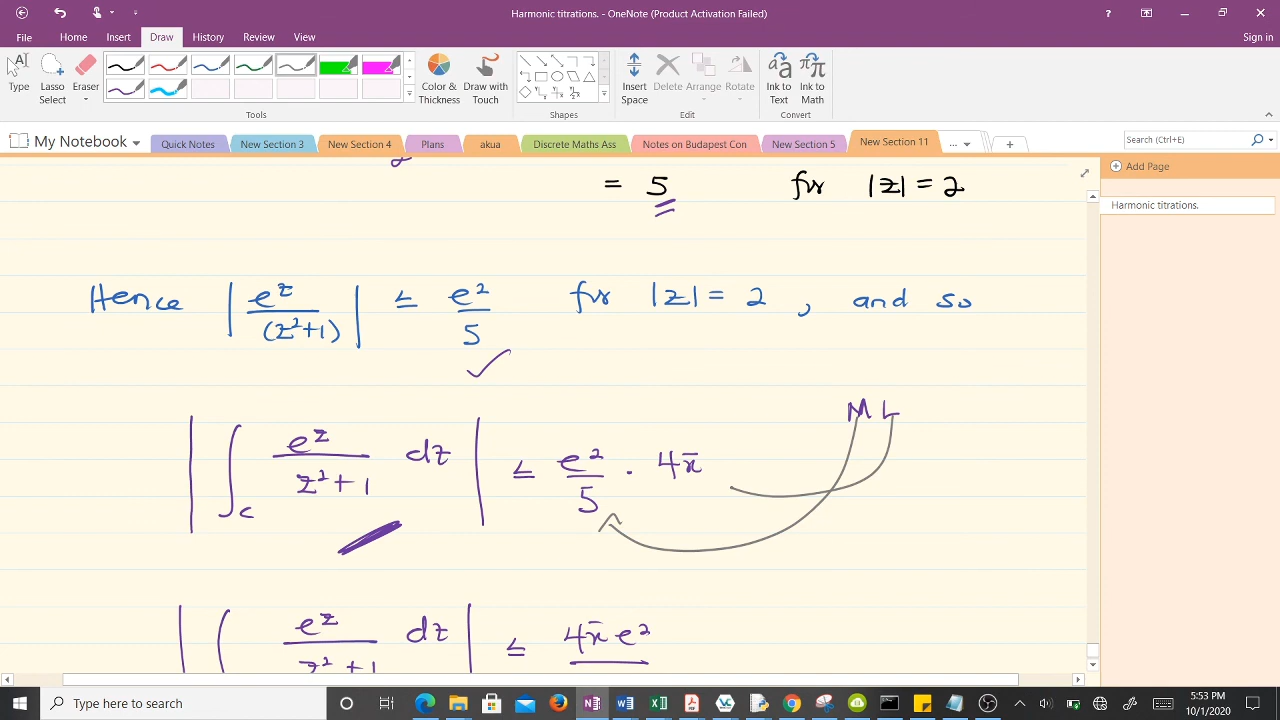 Harmonic titrations. - OneNote (Product Activation Failed)
File Home Insert Draw History Review View Sign in
Type Lasso Select Eraser Color & Thickness Draw with Touch Insert Space Delete Arrange Rotate Ink to Text Ink to Math
Tools Shapes Edit Convert
My Notebook Quick Notes New Section 3 New Section 4 Plans akua Discrete Maths Ass Notes on Budapest Con New Section 5 New Section 11 ... Search (Ctrl+E)
Add Page
Harmonic titrations.
= 5 for |z| = 2
Hence | e^z / (z²+1) | ≤ e² / 5 for |z| = 2 , and so
M L
| ∫_c e^z / z²+1 dz | ≤ e² / 5 · 4π
| ∫ e^z / z²+1 dz | ≤ 4π e²
Type here to search
5:53 PM
10/1/2020